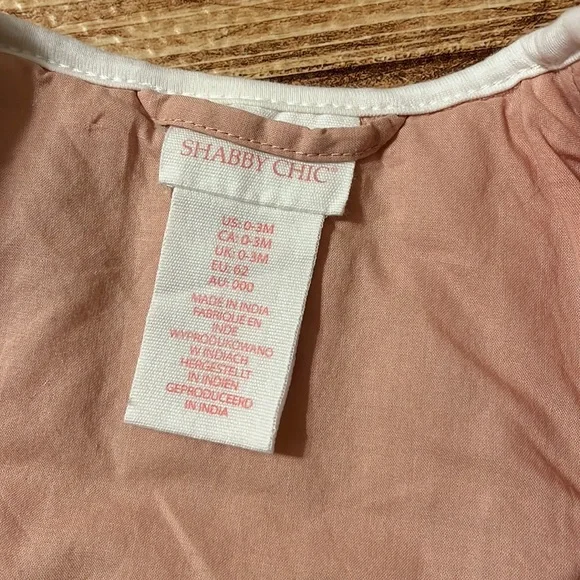 SHABBY CHIC®
US: 0-3M
CA: 0-3M
UK: 0-3M
EU: 62
AU: 000
MADE IN INDIA
FABRIQUE EN
INDE
WYPRODUKOWANO
W INDIACH
HERGESTELLT
IN INDIEN
GEPRODUCEERD
IN INDIA